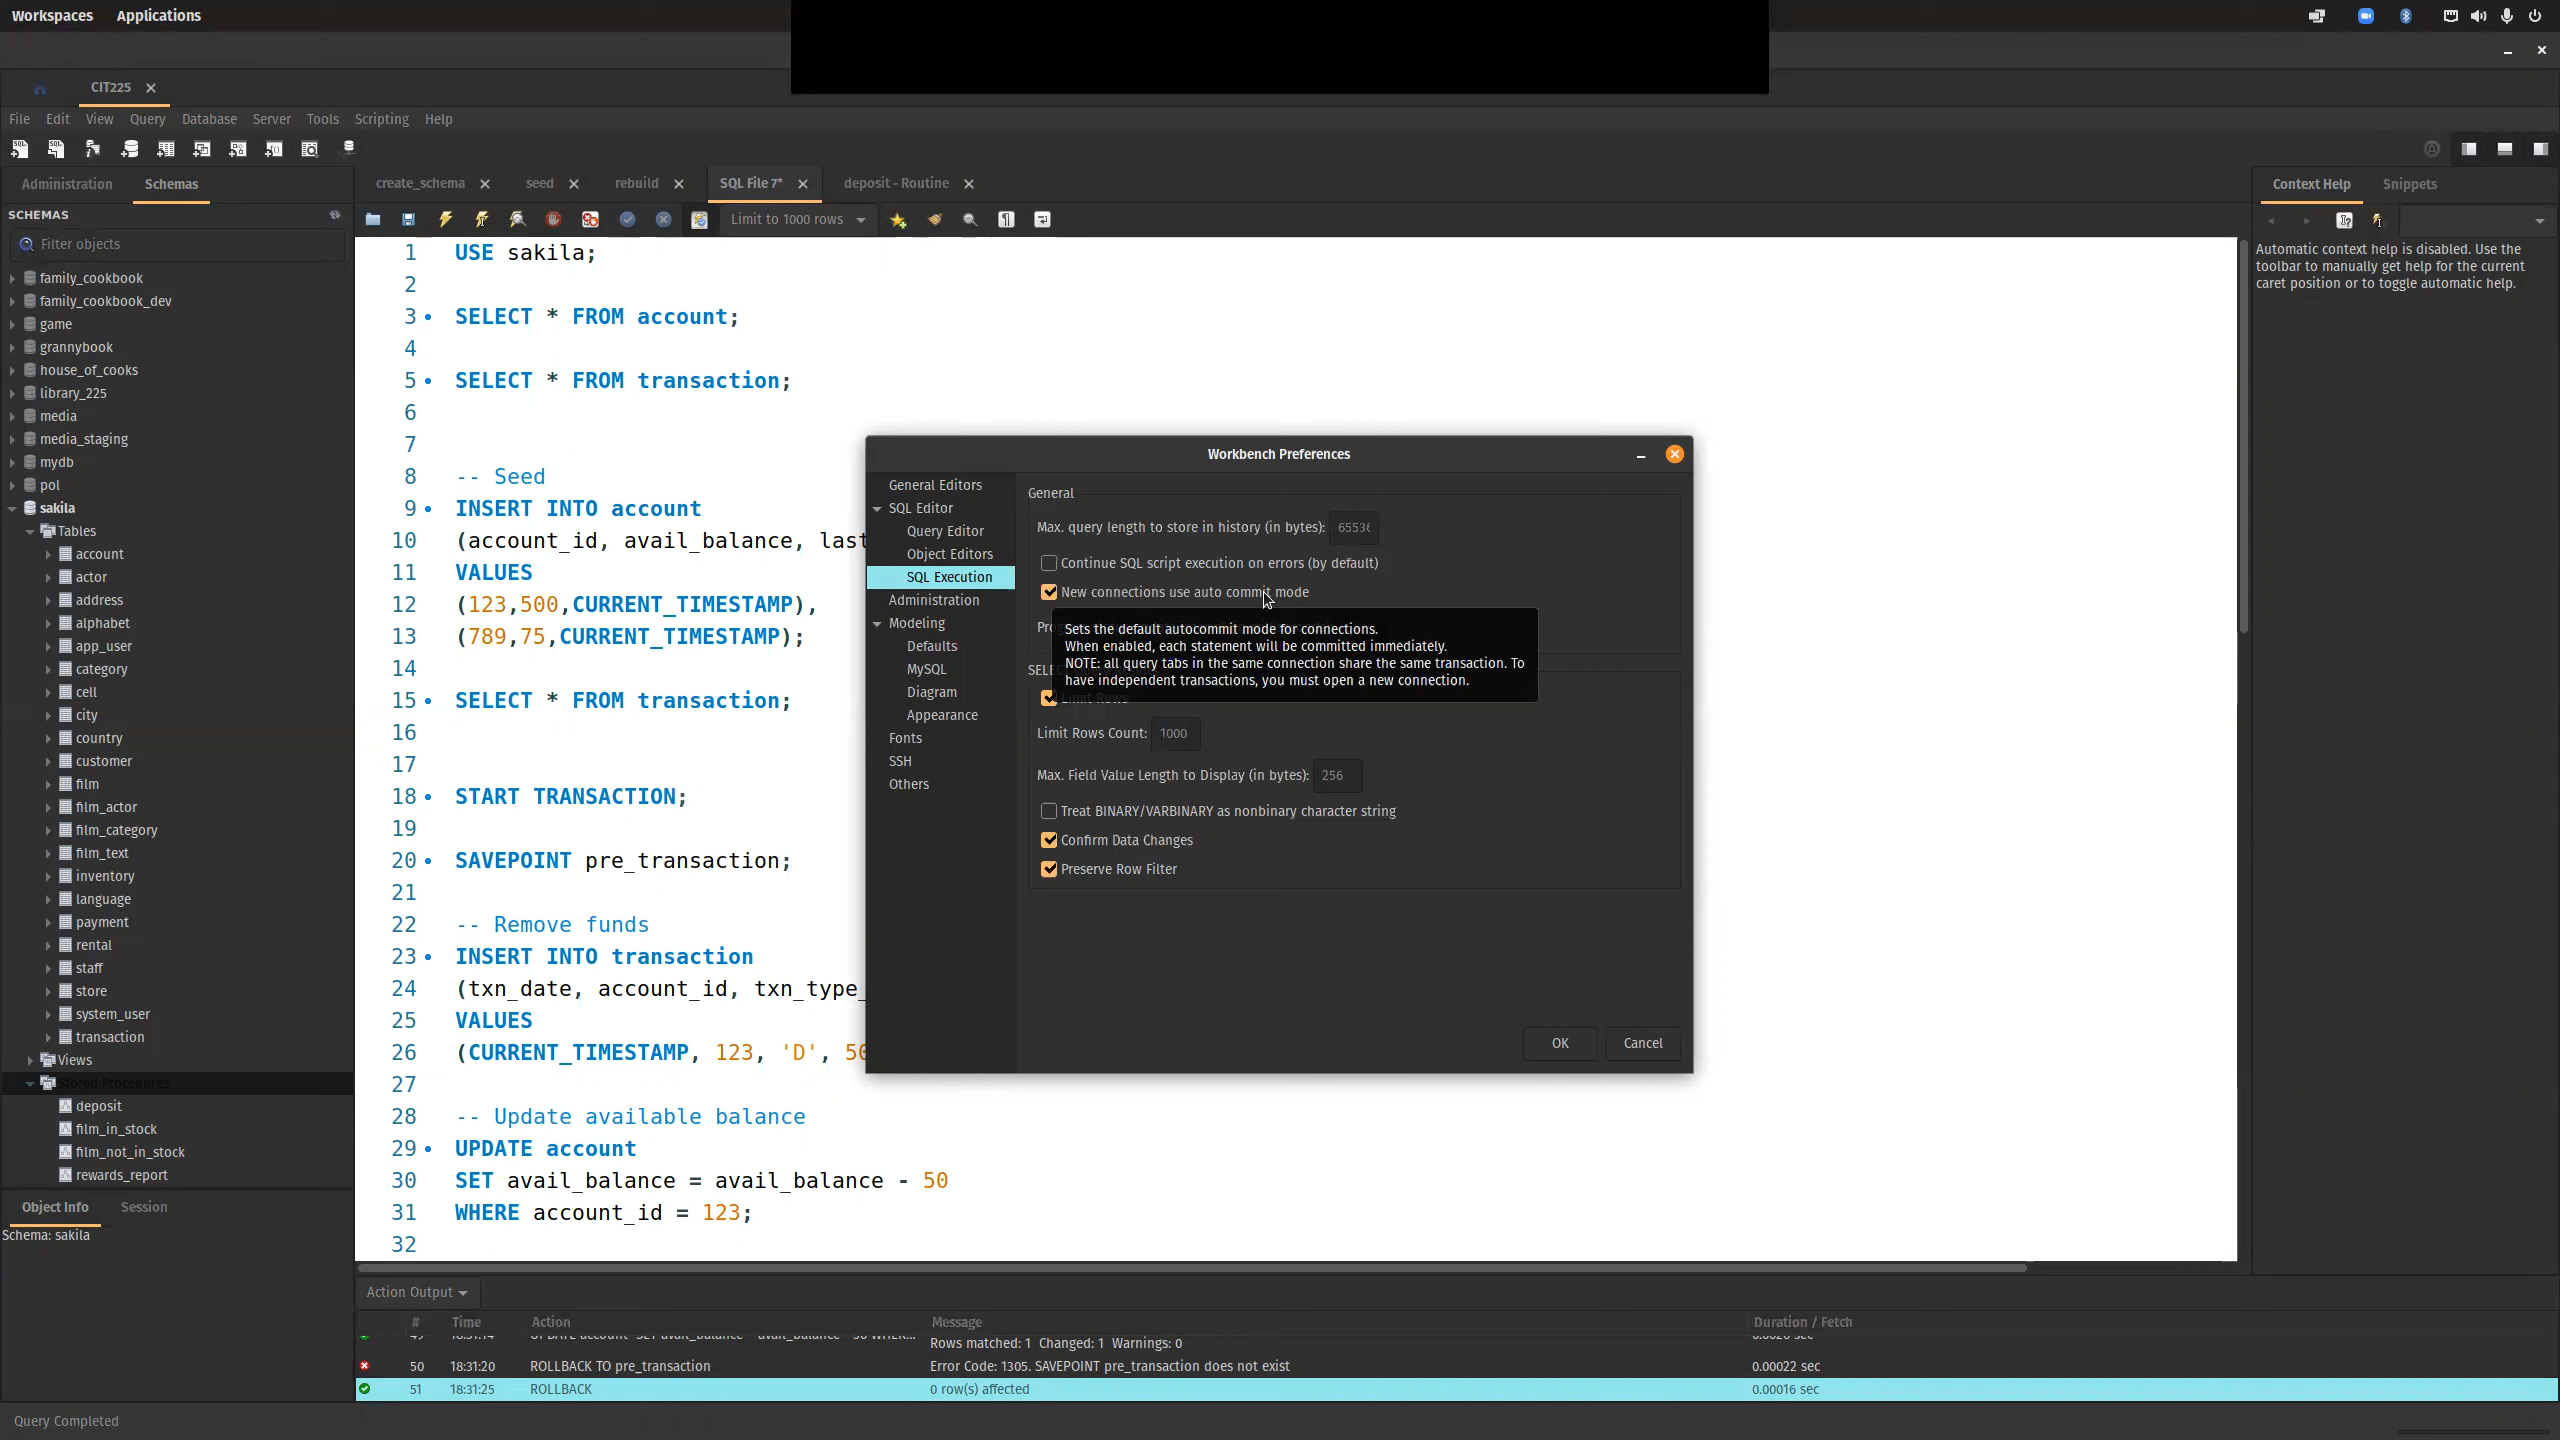 Workspaces Applications
CIT225
File Edit View Query Database Server Tools Scripting Help
Administration Schemas
SCHEMAS
Filter objects
family_cookbook
family_cookbook_dev
game
grannybook
house_of_cooks
library_225
media
media_staging
mydb
pol
sakila
Tables
account
actor
address
alphabet
app_user
category
cell
city
country
customer
film
film_actor
film_category
film_text
inventory
language
payment
rental
staff
store
system_user
transaction
Views
Stored Procedures
deposit
film_in_stock
film_not_in_stock
rewards_report
Object Info Session
Schema: sakila
create_schema seed rebuild SQL File 7* deposit - Routine
Limit to 1000 rows
1 USE sakila;
2
3 SELECT * FROM account;
4
5 SELECT * FROM transaction;
6
7
8 -- Seed
9 INSERT INTO account
10 (account_id, avail_balance, last
11 VALUES
12 (123,500,CURRENT_TIMESTAMP),
13 (789,75,CURRENT_TIMESTAMP);
14
15 SELECT * FROM transaction;
16
17
18 START TRANSACTION;
19
20 SAVEPOINT pre_transaction;
21
22 -- Remove funds
23 INSERT INTO transaction
24 (txn_date, account_id, txn_type_
25 VALUES
26 (CURRENT_TIMESTAMP, 123, 'D', 50
27
28 -- Update available balance
29 UPDATE account
30 SET avail_balance = avail_balance - 50
31 WHERE account_id = 123;
32
Workbench Preferences
General Editors
SQL Editor
Query Editor
Object Editors
SQL Execution
Administration
Modeling
Defaults
MySQL
Diagram
Appearance
Fonts
SSH
Others
General
Max. query length to store in history (in bytes): 65536
Continue SQL script execution on errors (by default)
New connections use auto commit mode
Sets the default autocommit mode for connections.
When enabled, each statement will be committed immediately.
NOTE: all query tabs in the same connection share the same transaction. To
have independent transactions, you must open a new connection.
Limit Rows
Limit Rows Count: 1000
Max. Field Value Length to Display (in bytes): 256
Treat BINARY/VARBINARY as nonbinary character string
Confirm Data Changes
Preserve Row Filter
OK Cancel
Context Help Snippets
Automatic context help is disabled. Use the
toolbar to manually get help for the current
caret position or to toggle automatic help.
Action Output
# Time Action Message Duration / Fetch
Rows matched: 1 Changed: 1 Warnings: 0
50 18:31:20 ROLLBACK TO pre_transaction Error Code: 1305. SAVEPOINT pre_transaction does not exist 0.00022 sec
51 18:31:25 ROLLBACK 0 row(s) affected 0.00016 sec
Query Completed